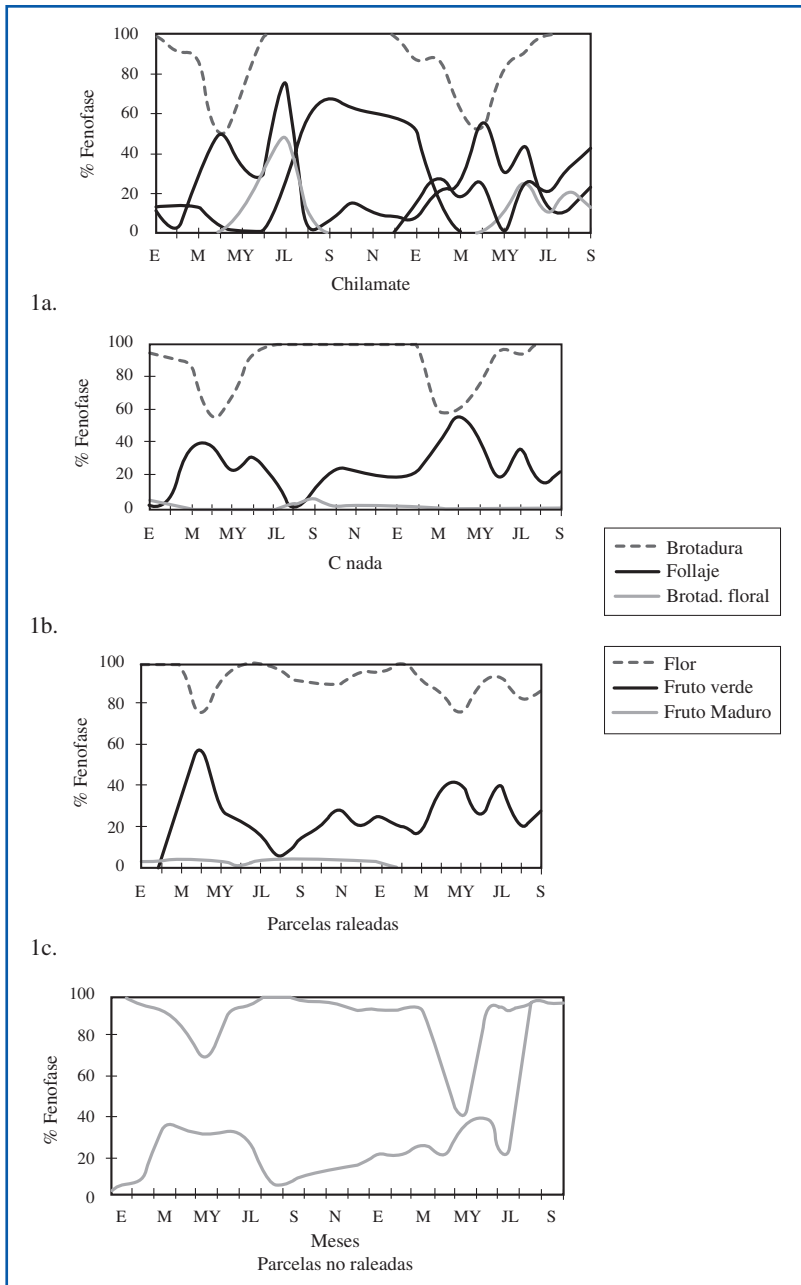 100
80
60
40
20
0
% Fenofase
E M MY JL S N E M MY JL S
Chilamate
1a.
100
80
60
40
20
0
% Fenofase
E M MY JL S N E M MY JL S
C nada
Brotadura
Follaje
Brotad. floral
1b.
Flor
Fruto verde
Fruto Maduro
100
80
60
40
20
0
% Fenofase
E M MY JL S N E M MY JL S
Parcelas raleadas
1c.
100
80
60
40
20
0
% Fenofase
E M MY JL S N E M MY JL S
Meses
Parcelas no raleadas